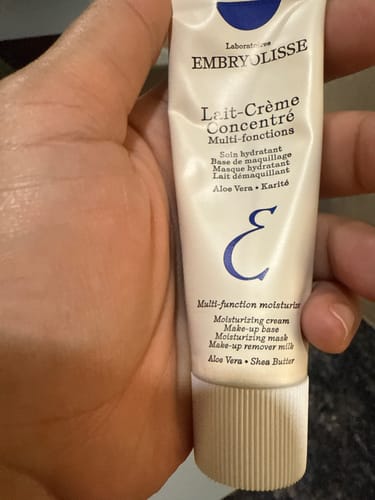 Laboratoires
EMBRYOLISSE
Lait-Crème
Concentré
Multi-fonctions
Soin hydratant
Base de maquillage
Masque hydratant
Lait démaquillant
Aloe Vera • Karité
E
Multi-function moisturize
Moisturizing cream
Make-up base
Moisturizing mask
Make-up remover milk
Aloe Vera • Shea Butter